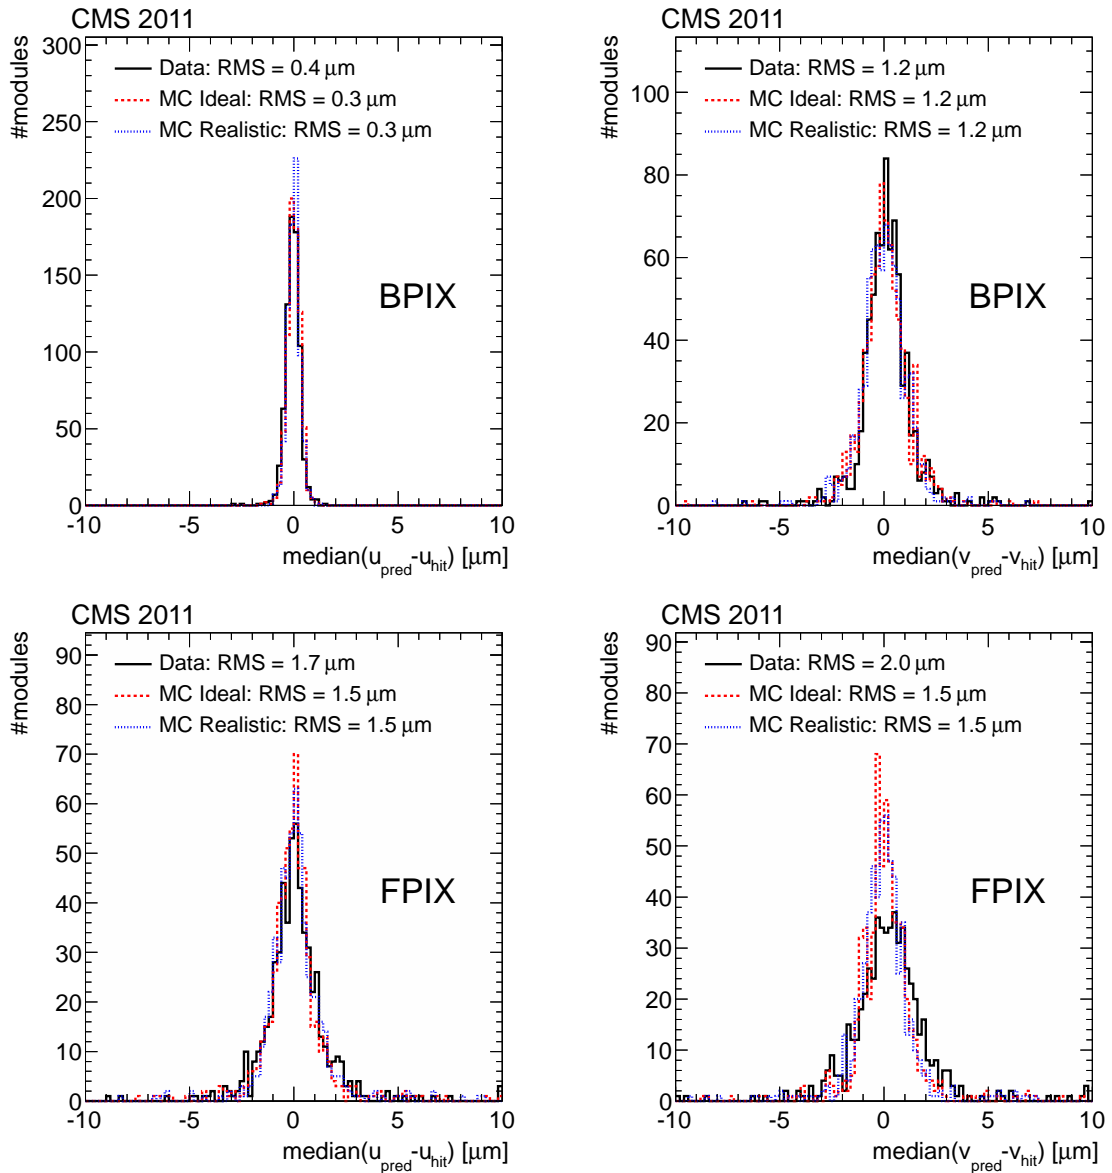 CMS 2011
#modules
300
250
200
150
100
50
0
Data: RMS = 0.4 μm
MC Ideal: RMS = 0.3 μm
MC Realistic: RMS = 0.3 μm
BPIX
-10 -5 0 5 10
median(u_pred-u_hit) [μm]
CMS 2011
#modules
100
80
60
40
20
0
Data: RMS = 1.2 μm
MC Ideal: RMS = 1.2 μm
MC Realistic: RMS = 1.2 μm
BPIX
-10 -5 0 5 10
median(v_pred-v_hit) [μm]
CMS 2011
#modules
90
80
70
60
50
40
30
20
10
0
Data: RMS = 1.7 μm
MC Ideal: RMS = 1.5 μm
MC Realistic: RMS = 1.5 μm
FPIX
-10 -5 0 5 10
median(u_pred-u_hit) [μm]
CMS 2011
#modules
90
80
70
60
50
40
30
20
10
0
Data: RMS = 2.0 μm
MC Ideal: RMS = 1.5 μm
MC Realistic: RMS = 1.5 μm
FPIX
-10 -5 0 5 10
median(v_pred-v_hit) [μm]